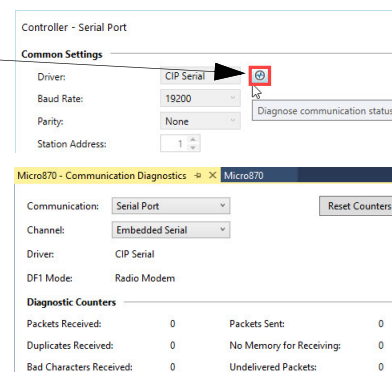 Controller - Serial Port
Common Settings
Driver: CIP Serial
Baud Rate: 19200
Diagnose communication status
Parity: None
Station Address: 1
Micro870 - Communication Diagnostics Micro870
Communication: Serial Port Reset Counters
Channel: Embedded Serial
Driver: CIP Serial
DF1 Mode: Radio Modem
Diagnostic Counters
Packets Received: 0 Packets Sent: 0
Duplicates Received: 0 No Memory for Receiving: 0
Bad Characters Received: 0 Undelivered Packets: 0